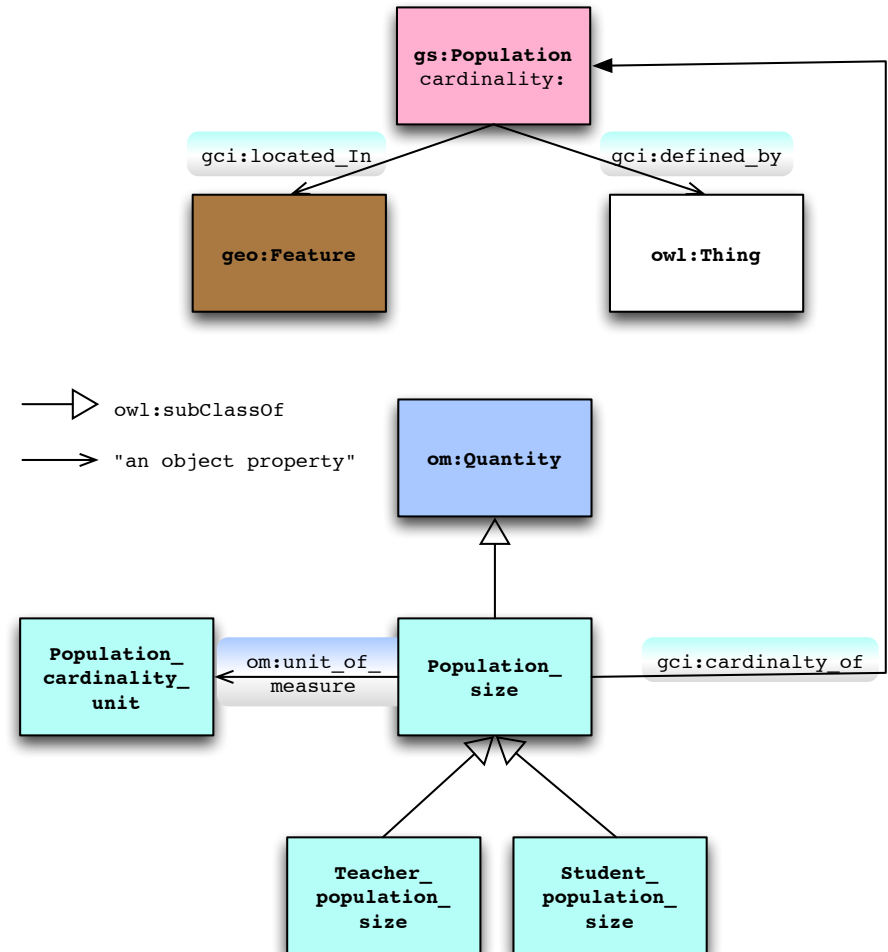 gs:Population
cardinality:
gci:located_In
gci:defined_by
geo:Feature
owl:Thing
owl:subClassOf
"an object property"
om:Quantity
Population_
cardinality_
unit
om:unit_of_
measure
Population_
size
gci:cardinalty_of
Teacher_
population_
size
Student_
population_
size